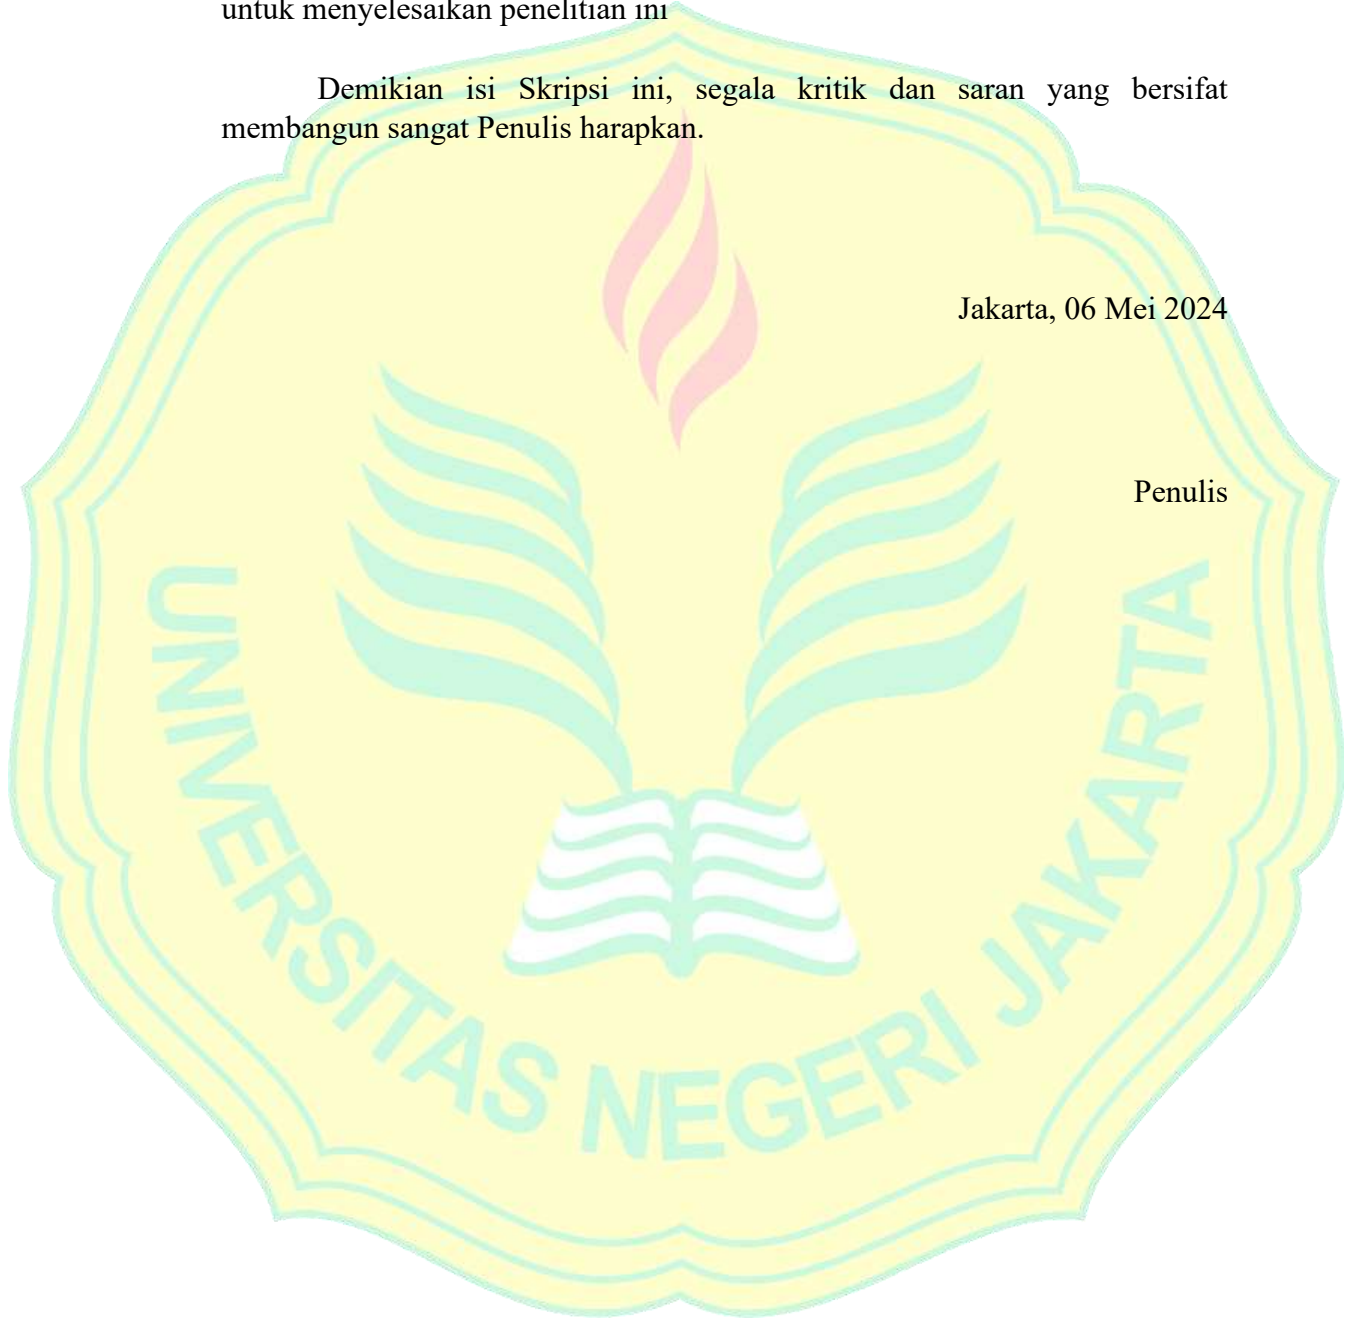 untuk menyelesaikan penelitian ini
Demikian isi Skripsi ini, segala kritik dan saran yang bersifat
membangun sangat Penulis harapkan.
Jakarta, 06 Mei 2024
Penulis
UNIVERSITAS NEGERI JAKARTA